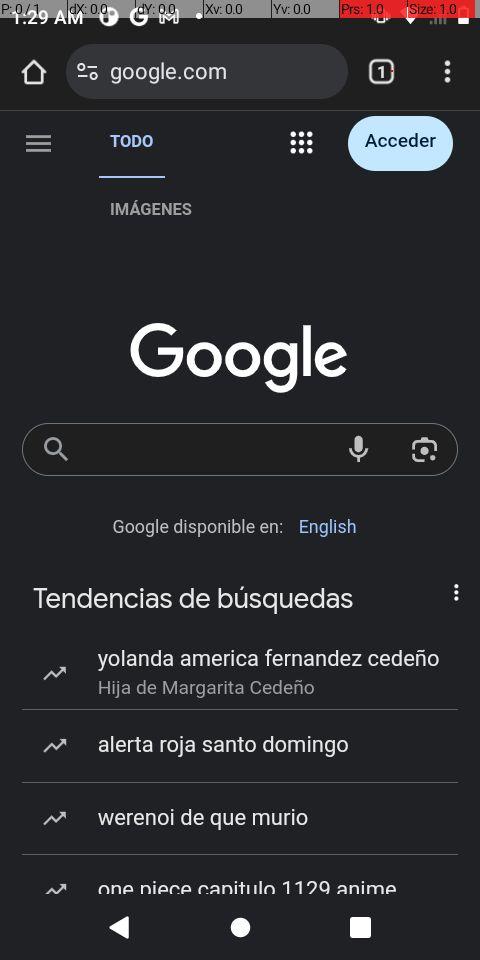 P: 0 / 1 dX: 0.0 dY: 0.0 Xv: 0.0 Yv: 0.0 Prs: 1.0 Size: 1.0
1:29 AM
google.com
1
TODO
Acceder
IMÁGENES
Google
Google disponible en: English
Tendencias de búsquedas
yolanda america fernandez cedeño
Hija de Margarita Cedeño
alerta roja santo domingo
werenoi de que murio
one piece capitulo 1129 anime